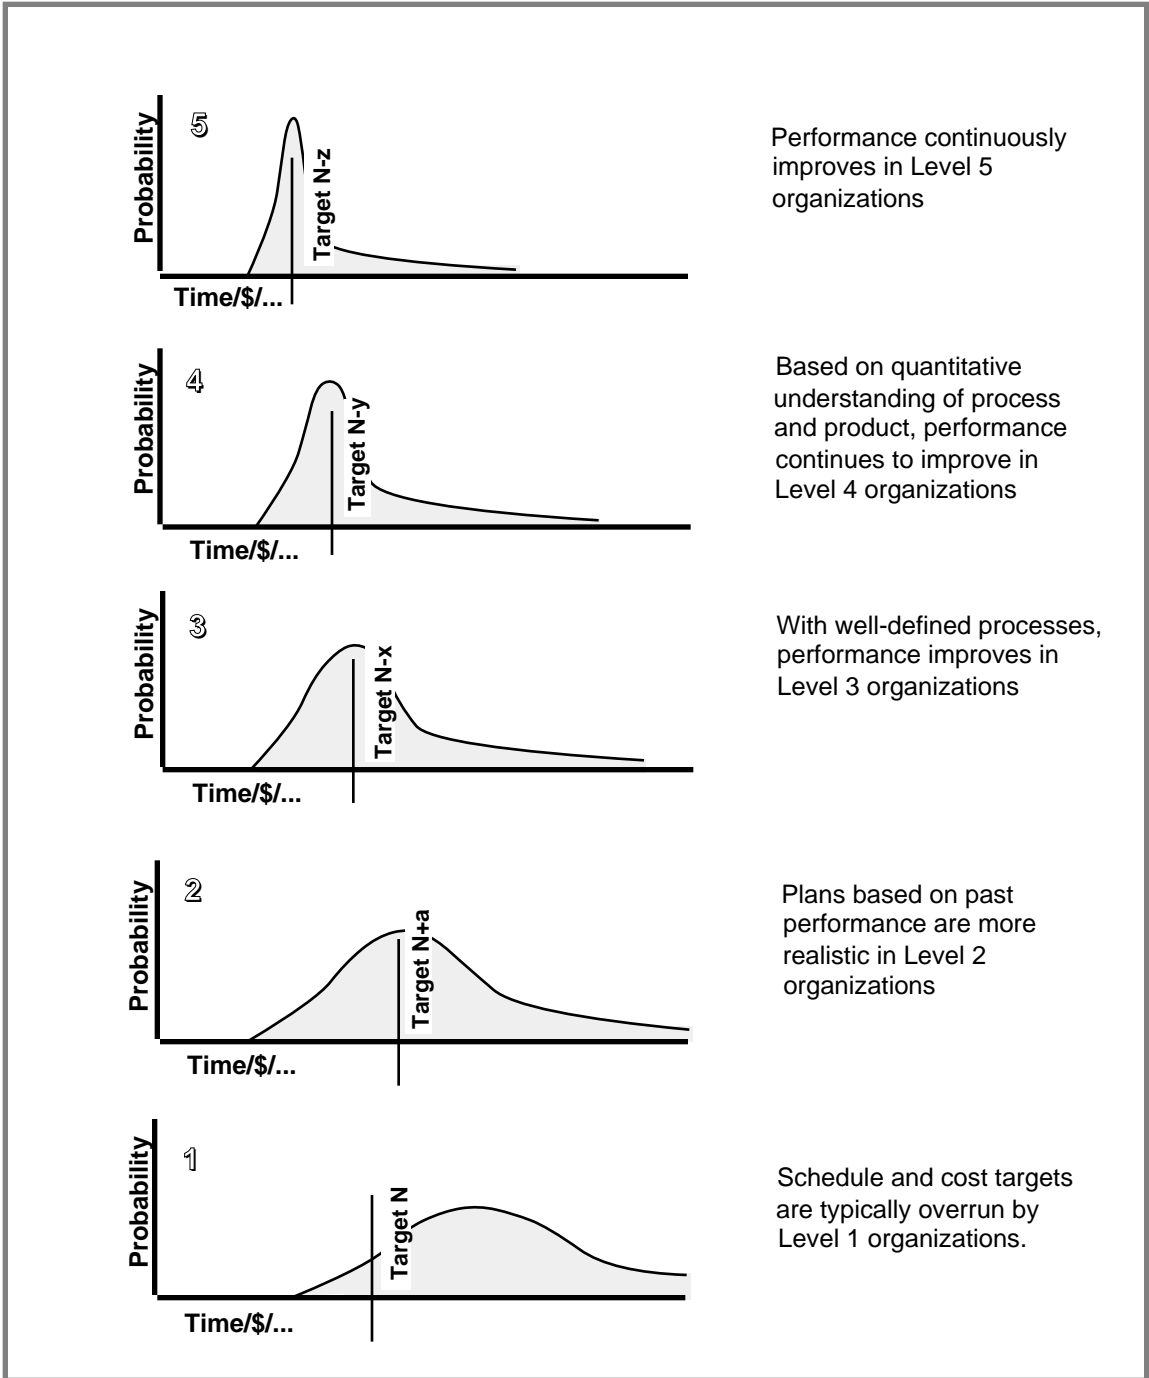 5
Probability
Target N-z
Time/$/...
Performance continuously
improves in Level 5
organizations
4
Probability
Target N-y
Time/$/...
Based on quantitative
understanding of process
and product, performance
continues to improve in
Level 4 organizations
3
Probability
Target N-x
Time/$/...
With well-defined processes,
performance improves in
Level 3 organizations
2
Probability
Target N+a
Time/$/...
Plans based on past
performance are more
realistic in Level 2
organizations
1
Probability
Target N
Time/$/...
Schedule and cost targets
are typically overrun by
Level 1 organizations.